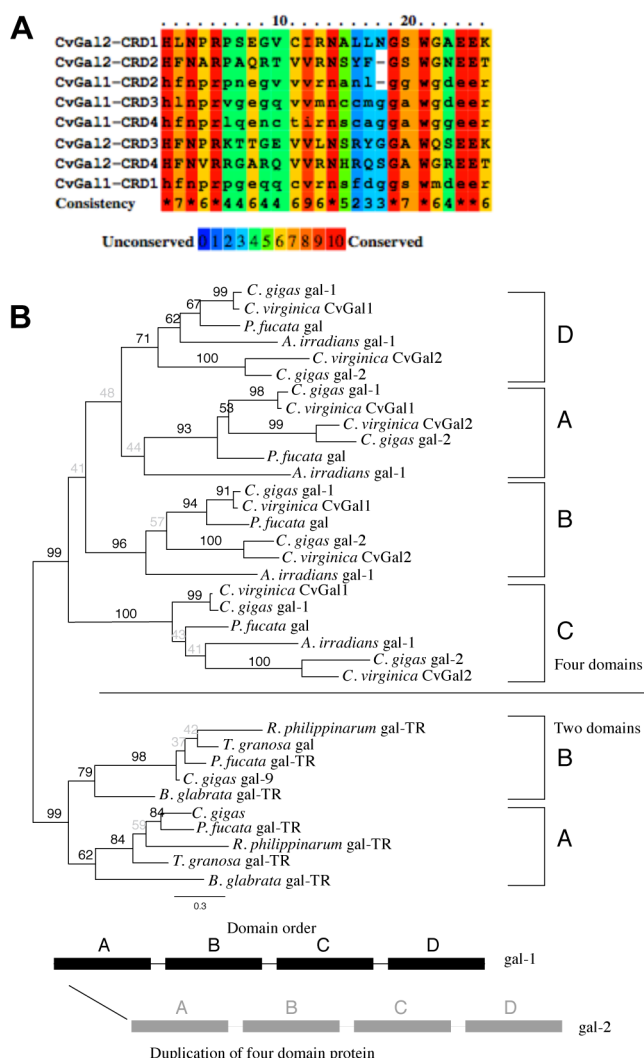 A
. . . . . . . . . 10 . . . . . . . . . 20 . . . . . .
CvGal2-CRD1 HLNPRPSEGV CIRNALLNGS WGAEEK
CvGal2-CRD2 HFNARPAQRT VVRNSYF-GS WGNEET
CvGal1-CRD2 hfnprpnegv vvrnanl-gg wgdeer
CvGal1-CRD3 hlnprvgeqq vvmnccmgga wgqeer
CvGal1-CRD4 hlnprlqenc tirnscagga wggeer
CvGal2-CRD3 HFNPRKTTGE VVLNSRYGGA WQSEEK
CvGal2-CRD4 HFNVRRGARQ VVRNHRQSGA WGREET
CvGal1-CRD1 hfnprpgeqq cvrnsfdggs wmdeer
Consistency *7*6*44644 696*5233*7 *64**6
Unconserved 0 1 2 3 4 5 6 7 8 9 10 Conserved
B
99 C. gigas gal-1
67 C. virginica CvGal1
62 P. fucata gal
71 A. irradians gal-1
D
100 C. virginica CvGal2
C. gigas gal-2
48
98 C. gigas gal-1
53 C. virginica CvGal1
99 C. virginica CvGal2
C. gigas gal-2
A
93
44 P. fucata gal
A. irradians gal-1
41
91 C. gigas gal-1
94 C. virginica CvGal1
57 P. fucata gal
B
100 C. gigas gal-2
96 C. virginica CvGal2
99 A. irradians gal-1
99 C. virginica CvGal1
C. gigas gal-1
100
43 P. fucata gal
41 A. irradians gal-1
C
100 C. gigas gal-2
Four domains
C. virginica CvGal2
42 R. philippinarum gal-TR
Two domains
37 T. granosa gal
98 P. fucata gal-TR
B
79 C. gigas gal-9
B. glabrata gal-TR
99
84 C. gigas
59 P. fucata gal-TR
84 R. philippinarum gal-TR
A
62 T. granosa gal-TR
B. glabrata gal-TR
0.3
Domain order
A B C D
gal-1
A B C D
gal-2
Duplication of four domain protein